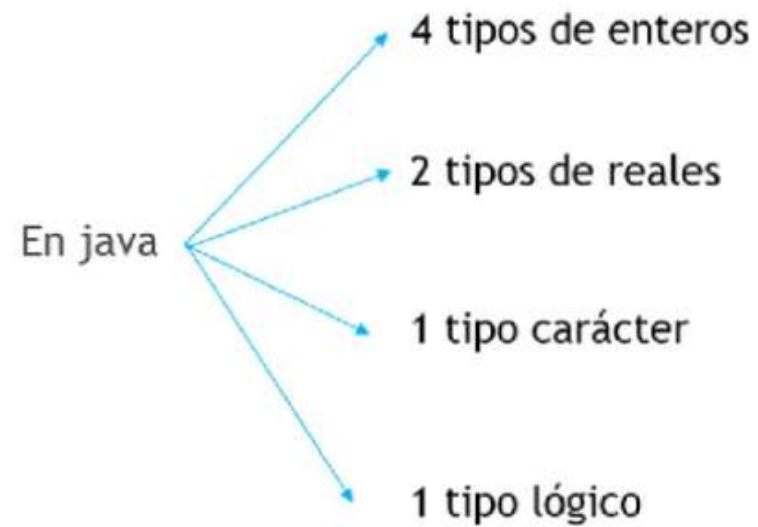 4 tipos de enteros
2 tipos de reales
En java
1 tipo carácter
1 tipo lógico